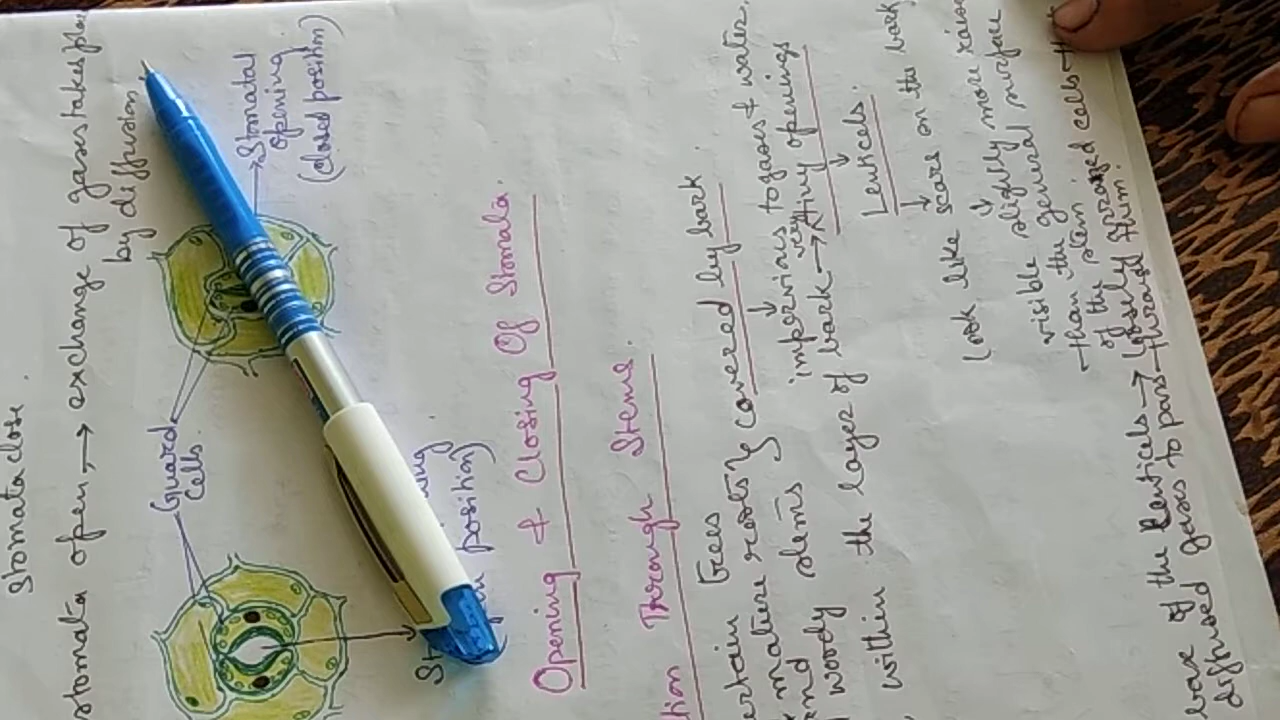 Stomata close.
stomata open, → exchange of gases takes
by diffusion
Guard
Cells.
Stomatal
opening
(closed position)
position)
Opening & Closing Of Stomata.
Through Stems.
trees
mature roots } covered by bark
woody stems
impervious to gases & water.
within the layer of bark → very tiny openings
Lenticels.
Look like scars on the bark
visible slightly more
than the general surface
of the stem.
of the lenticels → loosely arranged cells
diffused gases to pass through them.